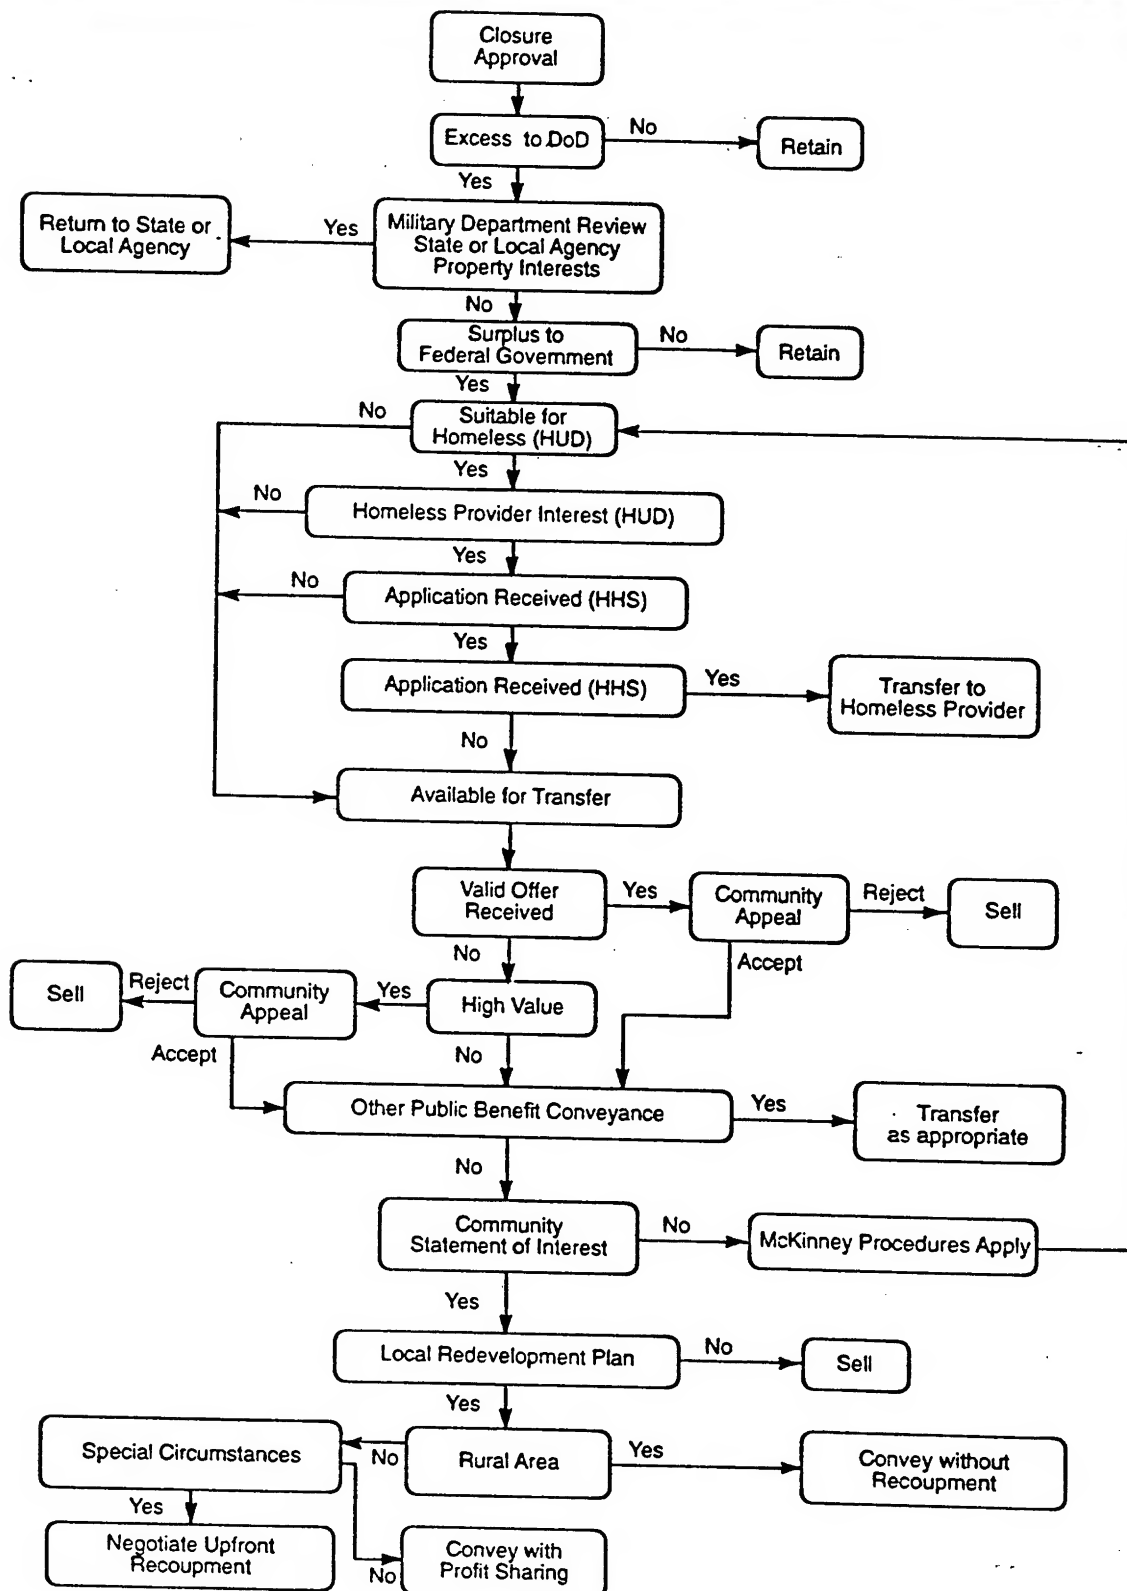 Closure
Approval
Excess to DoD
No
Retain
Yes
Return to State or
Local Agency
Yes
Military Department Review
State or Local Agency
Property Interests
No
Surplus to
Federal Government
No
Retain
Yes
No
Suitable for
Homeless (HUD)
Yes
No
Homeless Provider Interest (HUD)
Yes
No
Application Received (HHS)
Yes
Application Received (HHS)
Yes
Transfer to
Homeless Provider
No
Available for Transfer
Valid Offer
Received
Yes
Community
Appeal
Reject
Sell
No
Accept
Sell
Reject
Community
Appeal
Yes
High Value
Accept
No
Other Public Benefit Conveyance
Yes
Transfer
as appropriate
No
Community
Statement of Interest
No
McKinney Procedures Apply
Yes
Local Redevelopment Plan
No
Sell
Yes
Special Circumstances
No
Rural Area
Yes
Convey without
Recoupment
Yes
Negotiate Upfront
Recoupment
No
Convey with
Profit Sharing